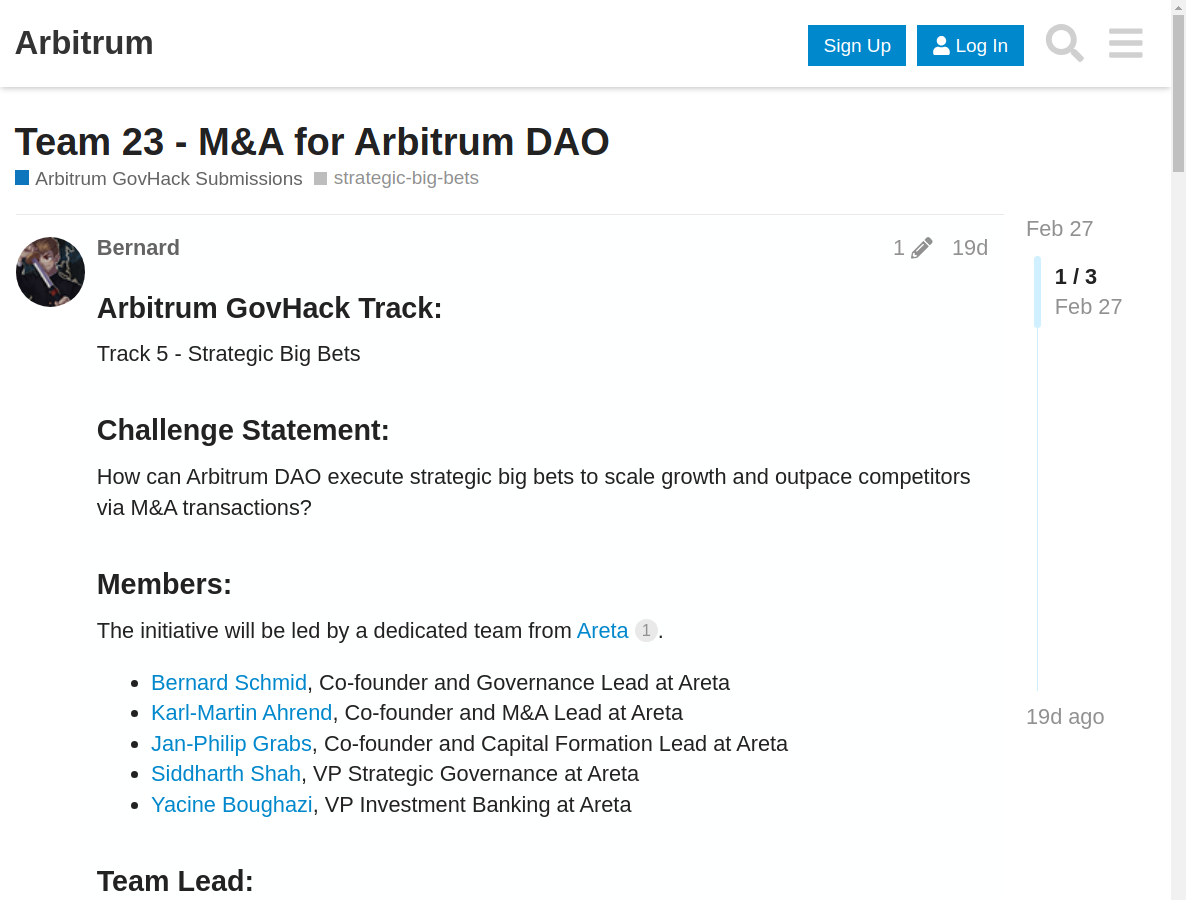 Arbitrum
Sign Up
Log In
Team 23 - M&A for Arbitrum DAO
Arbitrum GovHack Submissions
strategic-big-bets
Bernard
1
19d
Feb 27
1 / 3
Feb 27
Arbitrum GovHack Track:
Track 5 - Strategic Big Bets
Challenge Statement:
How can Arbitrum DAO execute strategic big bets to scale growth and outpace competitors
via M&A transactions?
Members:
The initiative will be led by a dedicated team from Areta 1.
Bernard Schmid, Co-founder and Governance Lead at Areta
Karl-Martin Ahrend, Co-founder and M&A Lead at Areta
Jan-Philip Grabs, Co-founder and Capital Formation Lead at Areta
Siddharth Shah, VP Strategic Governance at Areta
Yacine Boughazi, VP Investment Banking at Areta
19d ago
Team Lead: